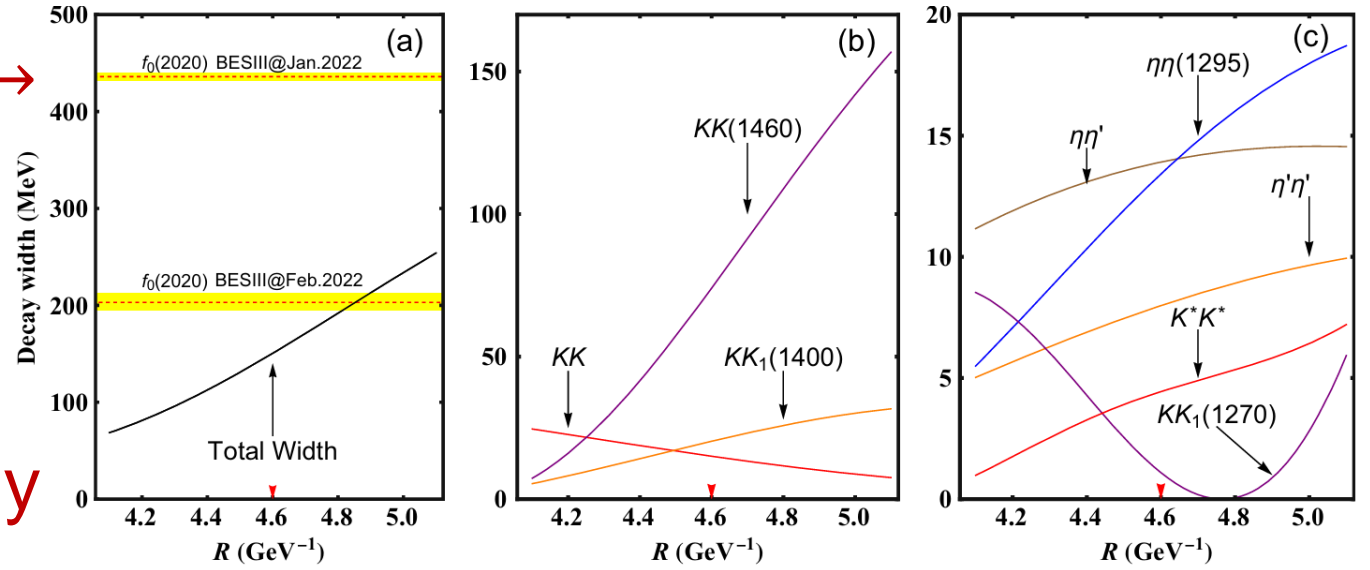 →
y
Decay width (MeV)
500
400
300
200
100
0
(a)
f₀(2020) BESIII@Jan.2022
f₀(2020) BESIII@Feb.2022
Total Width
4.2 4.4 4.6 4.8 5.0
R (GeV⁻¹)
150
100
50
0
(b)
KK(1460)
KK
KK₁(1400)
4.2 4.4 4.6 4.8 5.0
R (GeV⁻¹)
20
15
10
5
0
(c)
ηη(1295)
ηη'
η'η'
K*K*
KK₁(1270)
4.2 4.4 4.6 4.8 5.0
R (GeV⁻¹)